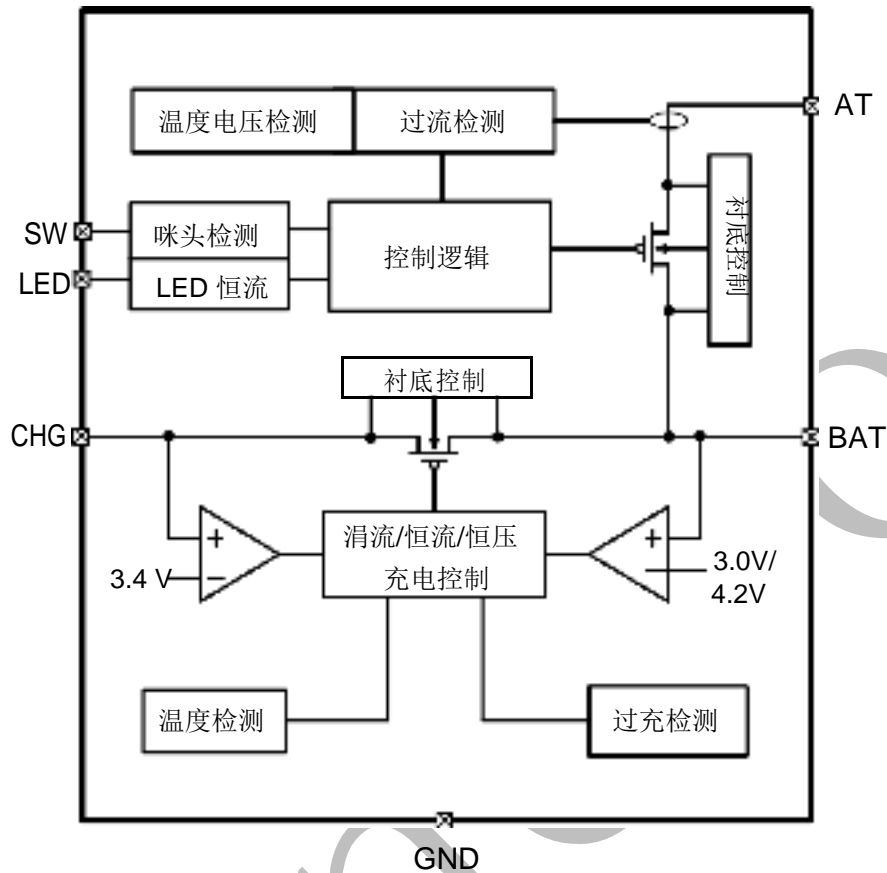 温度电压检测
过流检测
AT
SW
咪头检测
控制逻辑
衬底控制
LED
LED 恒流
衬底控制
CHG
BAT
+
3.4 V
−
涓流/恒流/恒压
充电控制
+
−
3.0V/
4.2V
温度检测
过充检测
GND